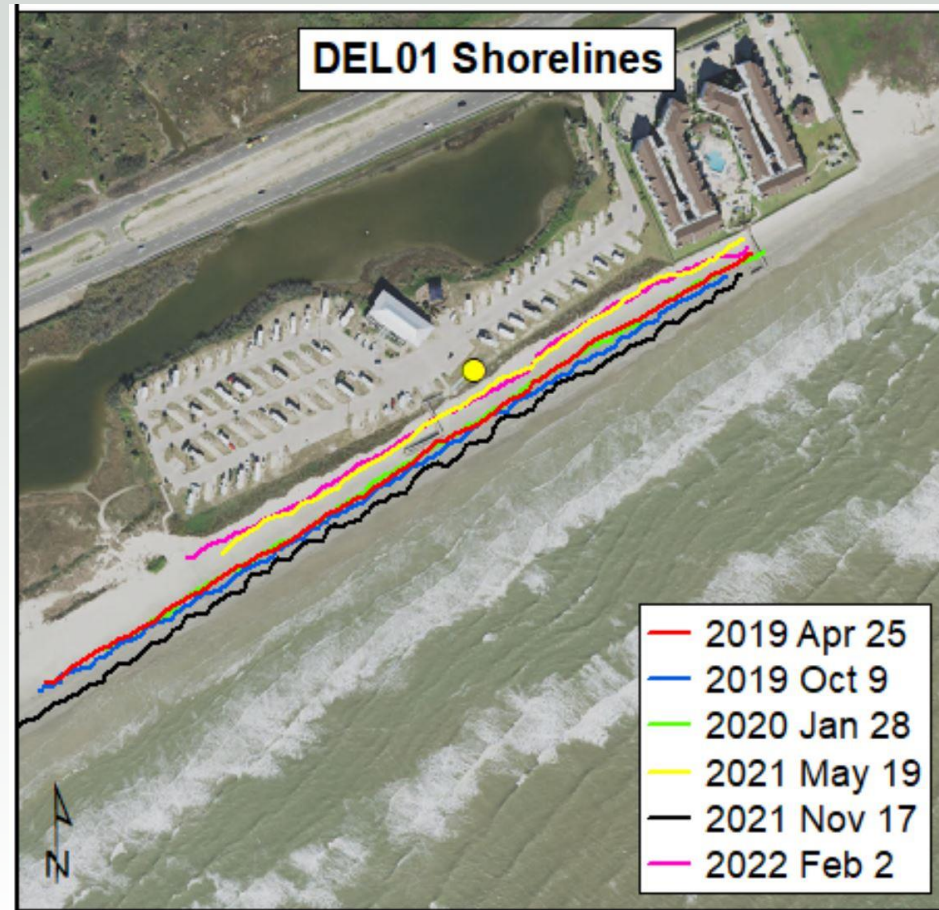 DEL01 Shorelines
2019 Apr 25
2019 Oct 9
2020 Jan 28
2021 May 19
2021 Nov 17
2022 Feb 2
N